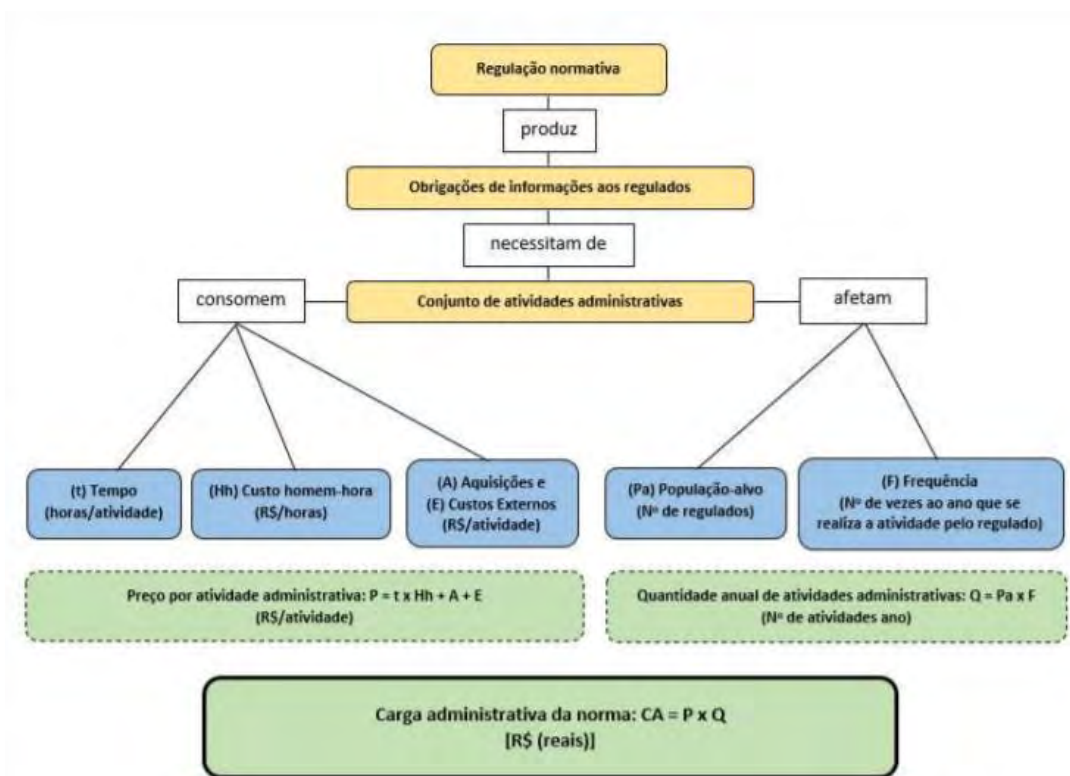 Regulação normativa
produz
Obrigações de informações aos regulados
necessitam de
consomem
Conjunto de atividades administrativas
afetam
(t) Tempo
(horas/atividade)
(Hh) Custo homem-hora
(R$/horas)
(A) Aquisições e
(E) Custos Externos
(R$/atividade)
(Pa) População-alvo
(Nº de regulados)
(F) Frequência
(Nº de vezes ao ano que se
realiza a atividade pelo regulado)
Preço por atividade administrativa: P = t x Hh + A + E
(R$/atividade)
Quantidade anual de atividades administrativas: Q = Pa x F
(Nº de atividades ano)
Carga administrativa da norma: CA = P x Q
[R$ (reais)]